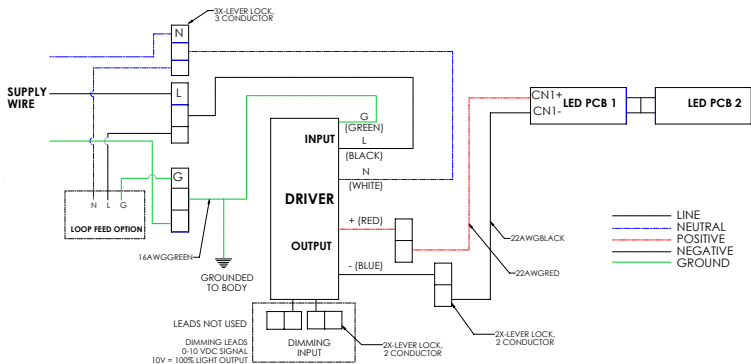 3X-LEVER LOCK,
3 CONDUCTOR
N
SUPPLY
WIRE
L
G
N L G
LOOP FEED OPTION
16AWGGREEN
GROUNDED
TO BODY
INPUT
G
(GREEN)
L
(BLACK)
N
(WHITE)
DRIVER
OUTPUT
+ (RED)
- (BLUE)
CN1+
CN1-
LED PCB 1
LED PCB 2
22AWGBLACK
22AWGRED
LINE
NEUTRAL
POSITIVE
NEGATIVE
GROUND
LEADS NOT USED
DIMMING
INPUT
DIMMING LEADS
0-10 VDC SIGNAL
10V = 100% LIGHT OUTPUT
2X-LEVER LOCK,
2 CONDUCTOR
2X-LEVER LOCK,
2 CONDUCTOR